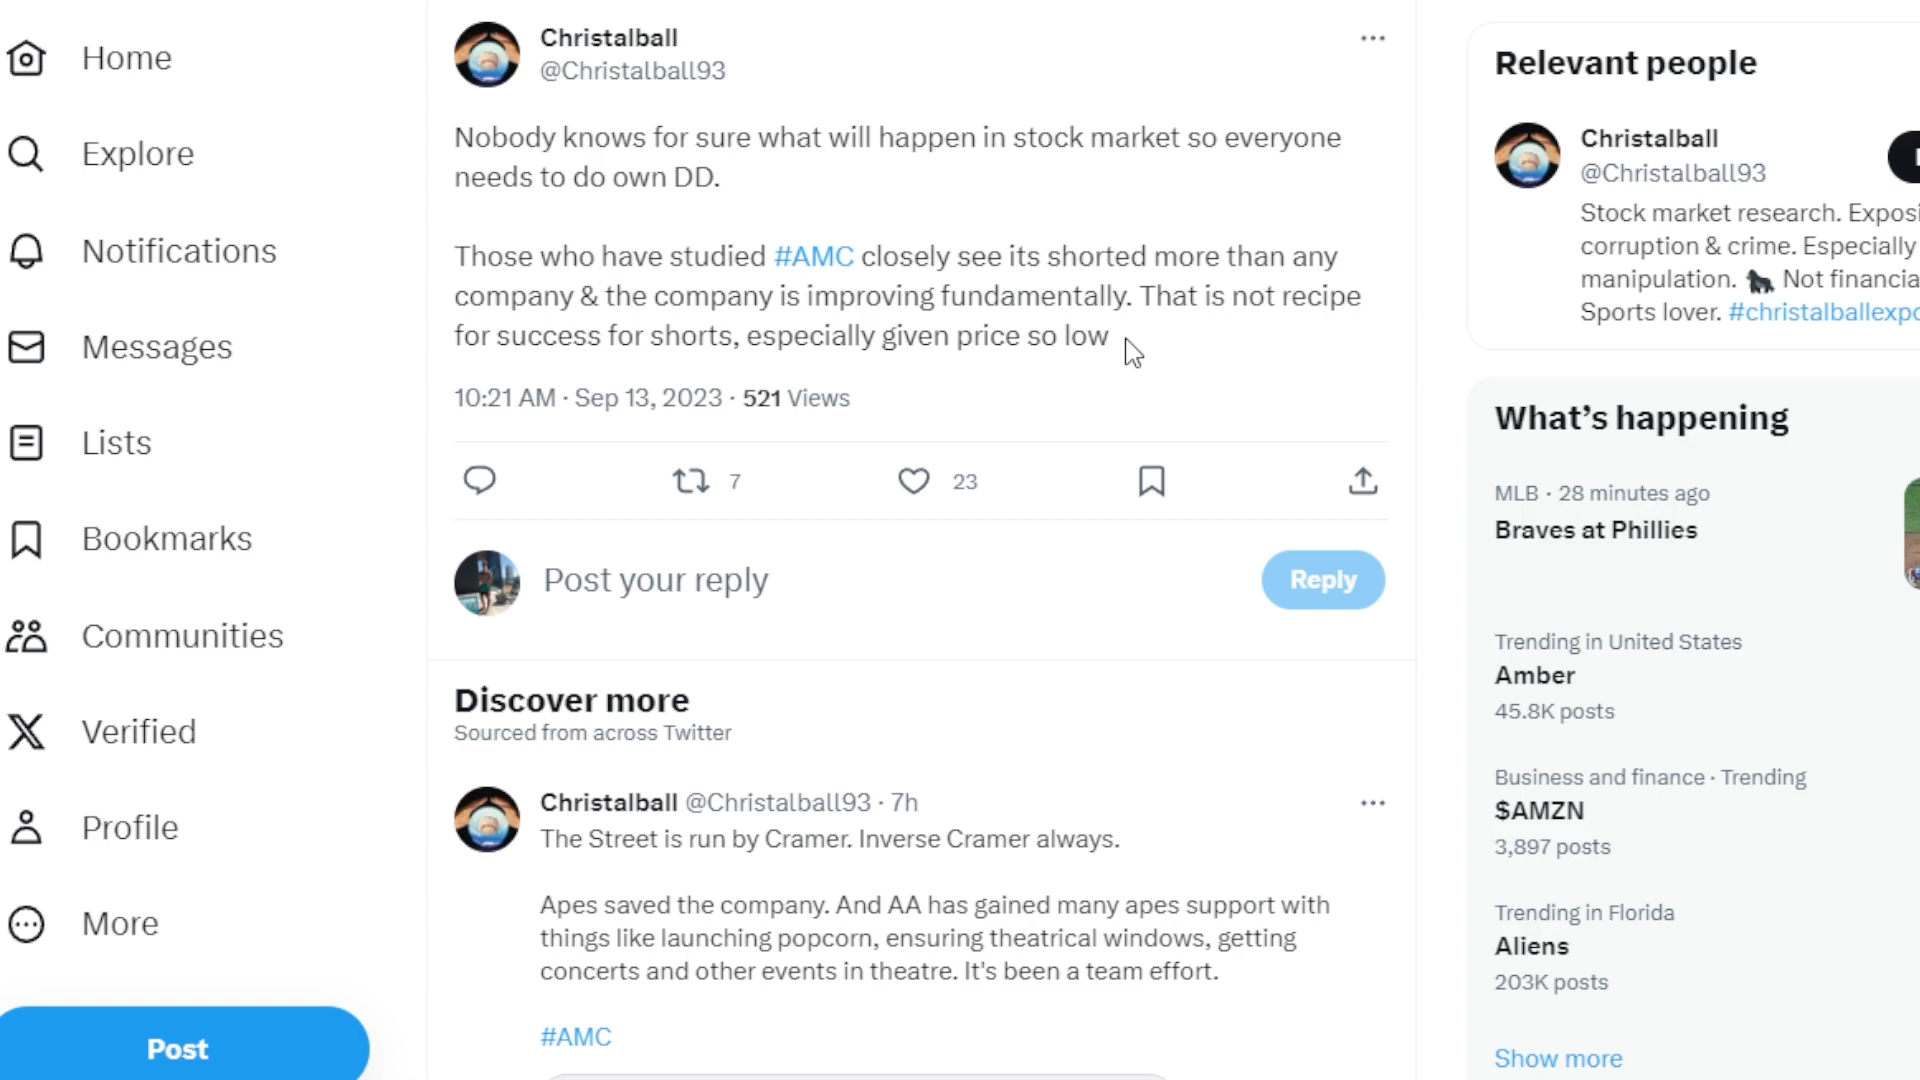 Home
Explore
Notifications
Messages
Lists
Bookmarks
Communities
Verified
Profile
More
Post
Christalball
@Christalball93
Nobody knows for sure what will happen in stock market so everyone
needs to do own DD.
Those who have studied #AMC closely see its shorted more than any
company & the company is improving fundamentally. That is not recipe
for success for shorts, especially given price so low
10:21 AM · Sep 13, 2023 · 521 Views
7
23
Post your reply
Reply
Discover more
Sourced from across Twitter
Christalball @Christalball93 · 7h
The Street is run by Cramer. Inverse Cramer always.
Apes saved the company. And AA has gained many apes support with
things like launching popcorn, ensuring theatrical windows, getting
concerts and other events in theatre. It's been a team effort.
#AMC
Relevant people
Christalball
@Christalball93
Stock market research.
corruption & crime. Especially
manipulation. 🦍 Not
Sports lover.
What's happening
MLB · 28 minutes ago
Braves at Phillies
Trending in United States
Amber
45.8K posts
Business and finance · Trending
$AMZN
3,897 posts
Trending in Florida
Aliens
203K posts
Show more